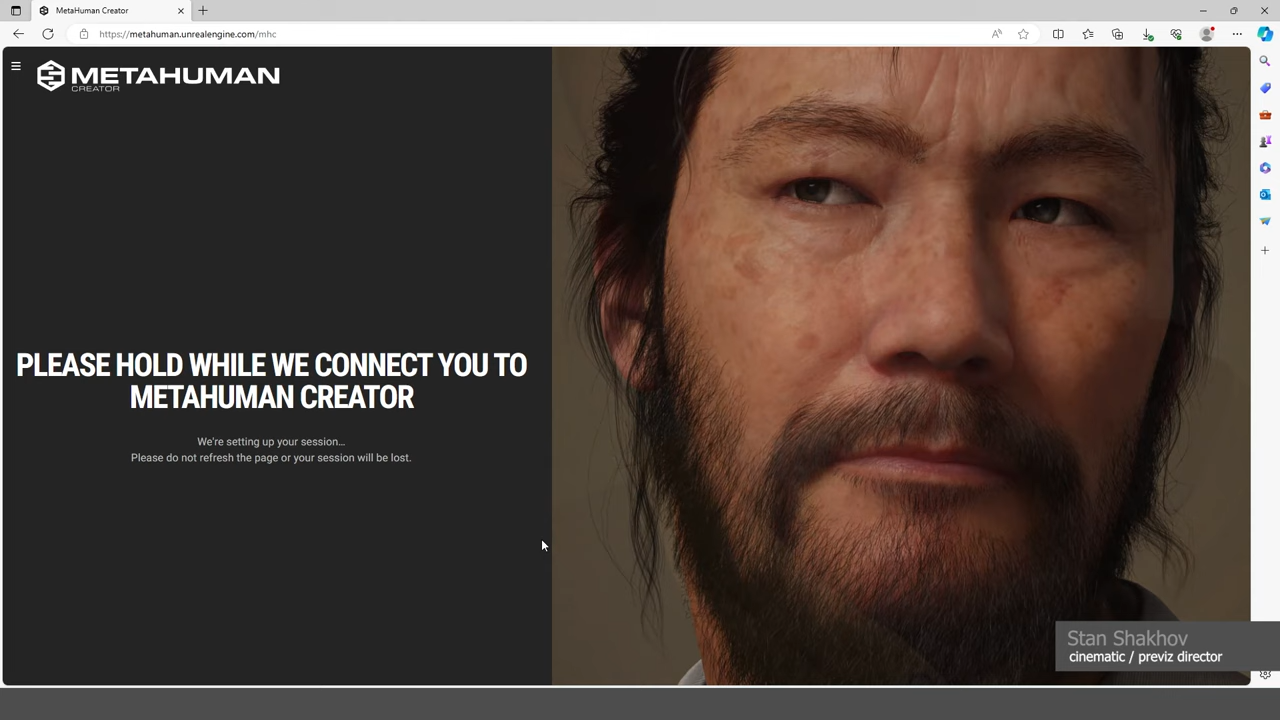 MetaHuman Creator
https://metahuman.unrealengine.com/mhc
METAHUMAN
CREATOR
PLEASE HOLD WHILE WE CONNECT YOU TO
METAHUMAN CREATOR
We're setting up your session...
Please do not refresh the page or your session will be lost.
Stan Shakhov
cinematic / previz director